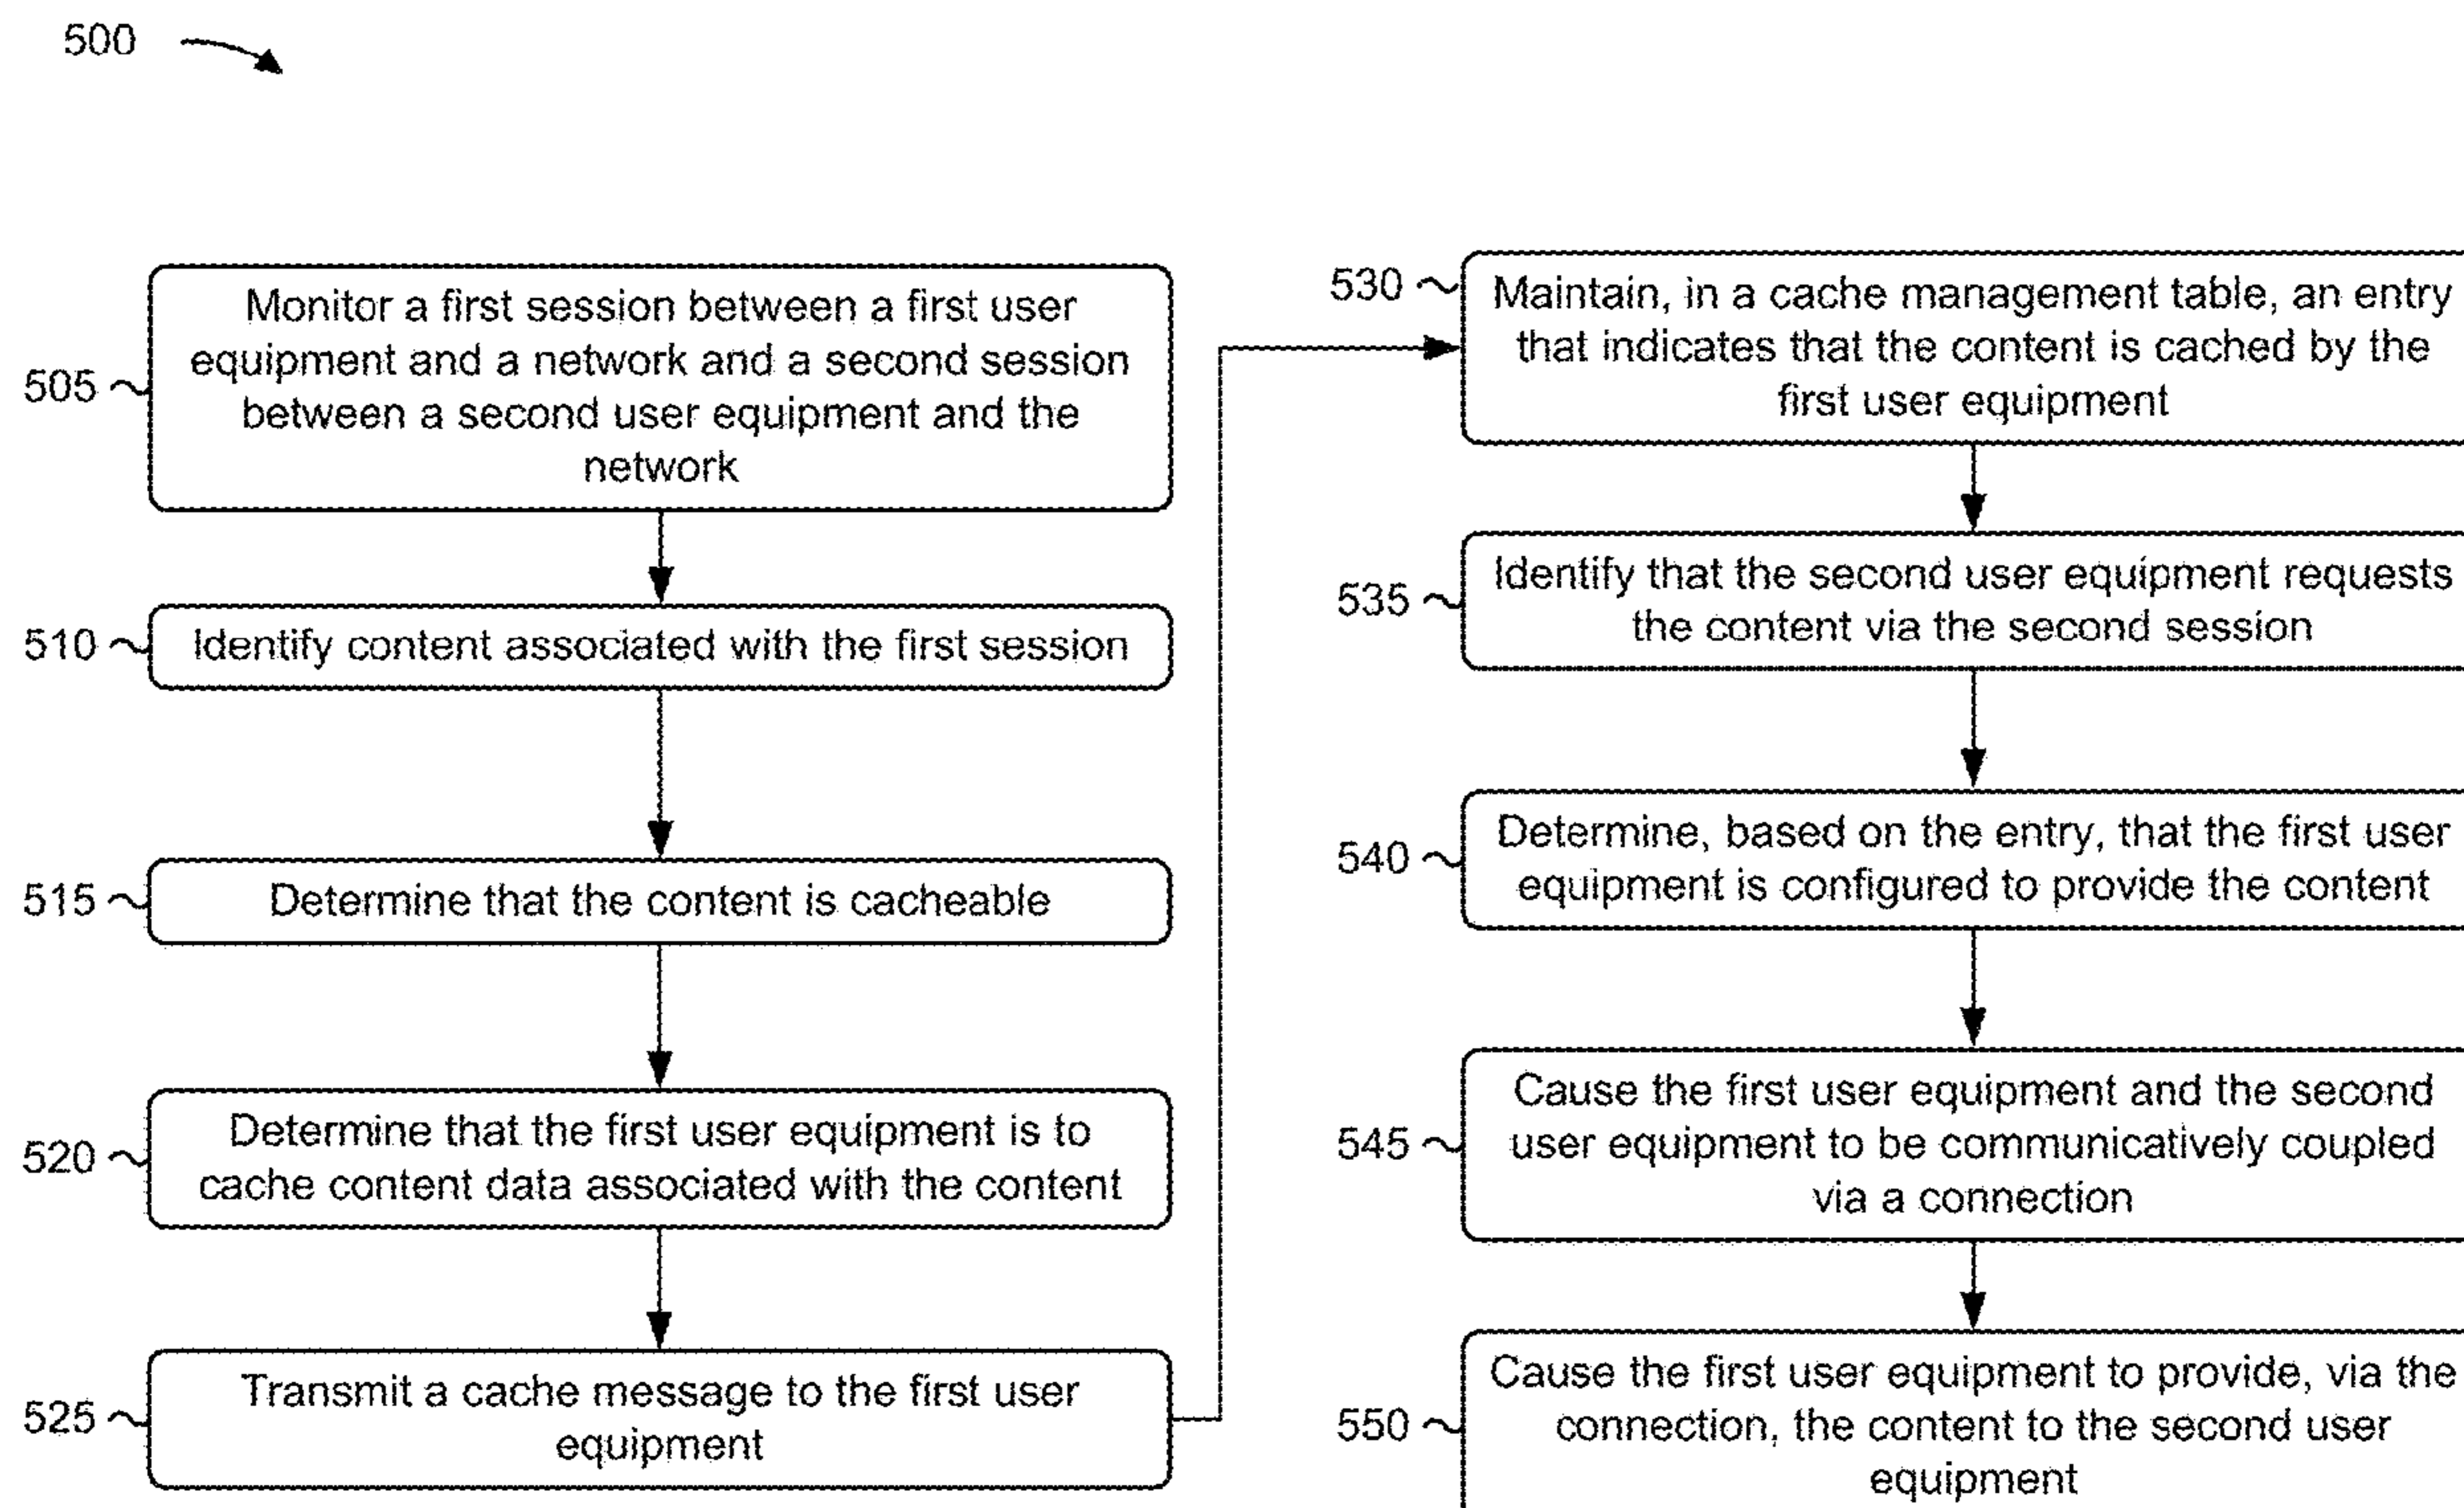 500
505
Monitor a first session between a first user
equipment and a network and a second session
between a second user equipment and the
network
510
Identify content associated with the first session
515
Determine that the content is cacheable
520
Determine that the first user equipment is to
cache content data associated with the content
525
Transmit a cache message to the first user
equipment
530
Maintain, in a cache management table, an entry
that indicates that the content is cached by the
first user equipment
535
Identify that the second user equipment requests
the content via the second session
540
Determine, based on the entry, that the first user
equipment is configured to provide the content
545
Cause the first user equipment and the second
user equipment to be communicatively coupled
via a connection
550
Cause the first user equipment to provide, via the
connection, the content to the second user
equipment